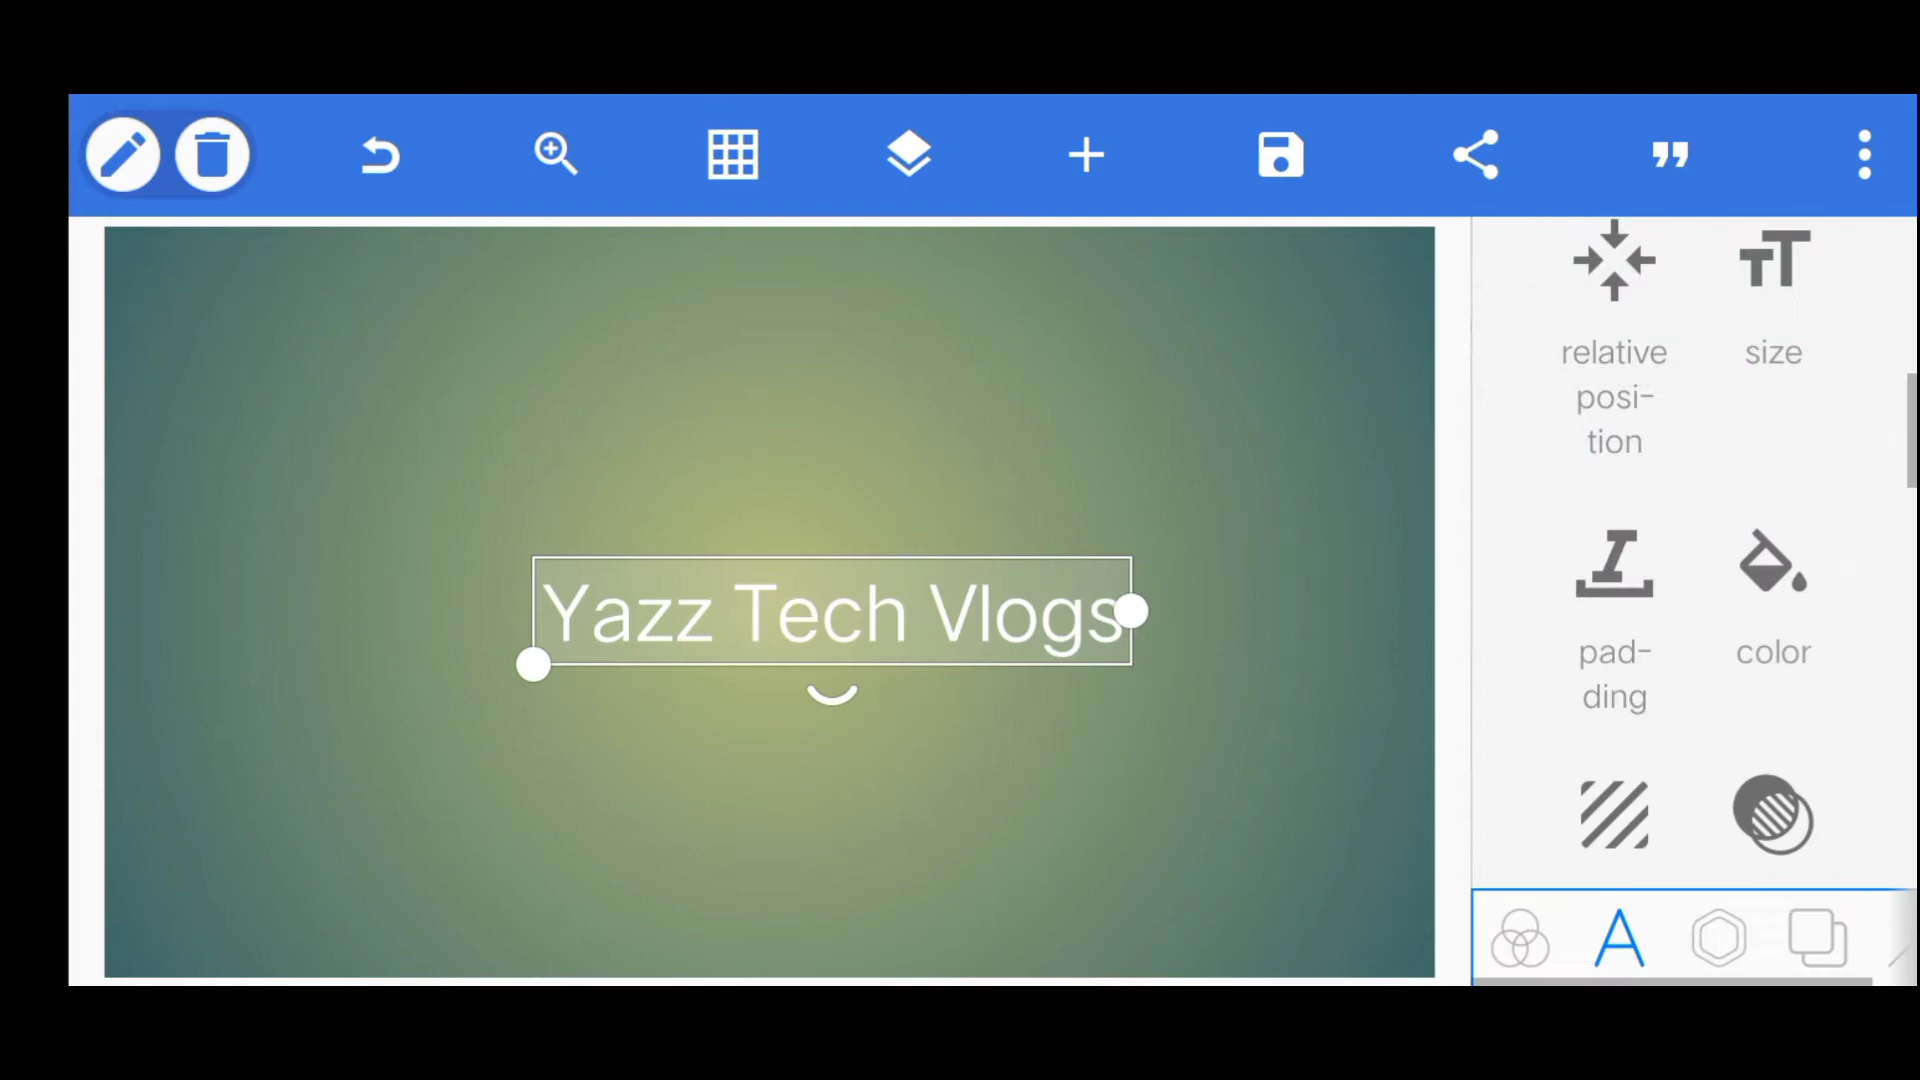 relative size
posi-
tion
Yazz Tech Vlogs
pad- color
ding